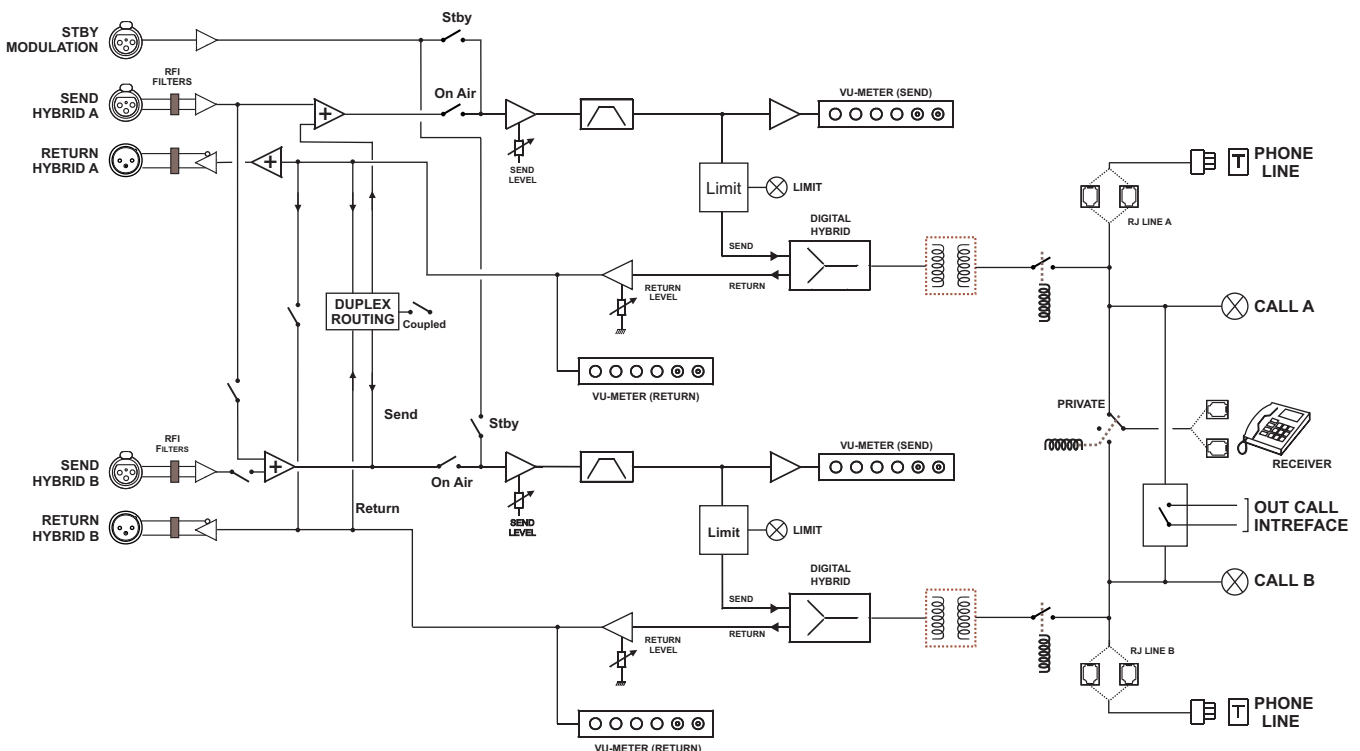 STBY
MODULATION
Stby
RFI
FILTERS
SEND
HYBRID A
On Air
VU-METER (SEND)
RETURN
HYBRID A
SEND
LEVEL
Limit
LIMIT
PHONE
LINE
T
RJ LINE A
DIGITAL
HYBRID
SEND
RETURN
RETURN
LEVEL
DUPLEX
ROUTING
Coupled
CALL A
VU-METER (RETURN)
PRIVATE
Send
Stby
RFI
FILTERS
SEND
HYBRID B
On Air
VU-METER (SEND)
RECEIVER
RETURN
HYBRID B
Return
SEND
LEVEL
Limit
LIMIT
OUT CALL
INTREFACE
DIGITAL
HYBRID
CALL B
SEND
RETURN
RETURN
LEVEL
RJ LINE B
T
PHONE
LINE
VU-METER (RETURN)